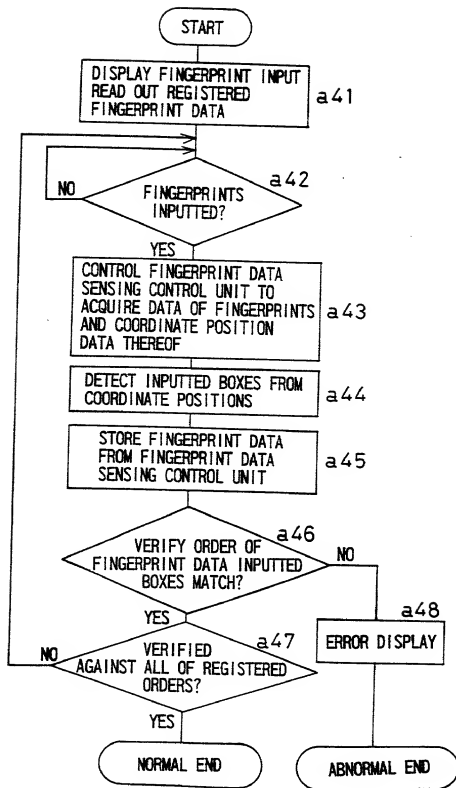 START
DISPLAY FINGERPRINT INPUT
READ OUT REGISTERED
FINGERPRINT DATA
a41
a42
NO
FINGERPRINTS
INPUTTED?
YES
CONTROL FINGERPRINT DATA
SENSING CONTROL UNIT TO
ACQUIRE DATA OF FINGERPRINTS
AND COORDINATE POSITION
DATA THEREOF
a43
DETECT INPUTTED BOXES FROM
COORDINATE POSITIONS
a44
STORE FINGERPRINT DATA
FROM FINGERPRINT DATA
SENSING CONTROL UNIT
a45
a46
VERIFY ORDER OF
FINGERPRINT DATA INPUTTED
BOXES MATCH?
NO
YES
a48
ERROR DISPLAY
a47
NO
VERIFIED
AGAINST ALL OF REGISTERED
ORDERS?
YES
NORMAL END
ABNORMAL END